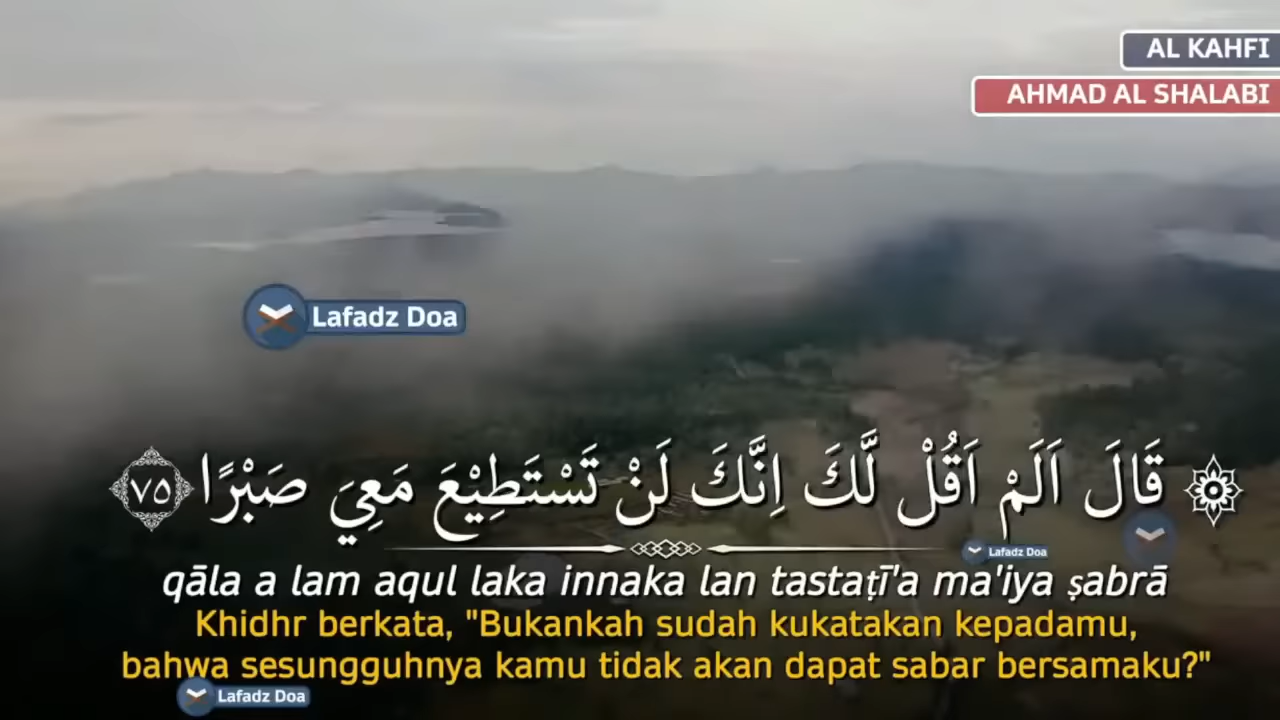 AL KAHFI
AHMAD AL SHALABI
Lafadz Doa
قَالَ اَلَمْ اَقُلْ لَّكَ اِنَّكَ لَنْ تَسْتَطِيْعَ مَعِيَ صَبْرًا ٧٥
Lafadz Doa
qāla a lam aqul laka innaka lan tastaṭī'a ma'iya ṣabrā
Khidhr berkata, "Bukankah sudah kukatakan kepadamu,
bahwa sesungguhnya kamu tidak akan dapat sabar bersamaku?"
Lafadz Doa